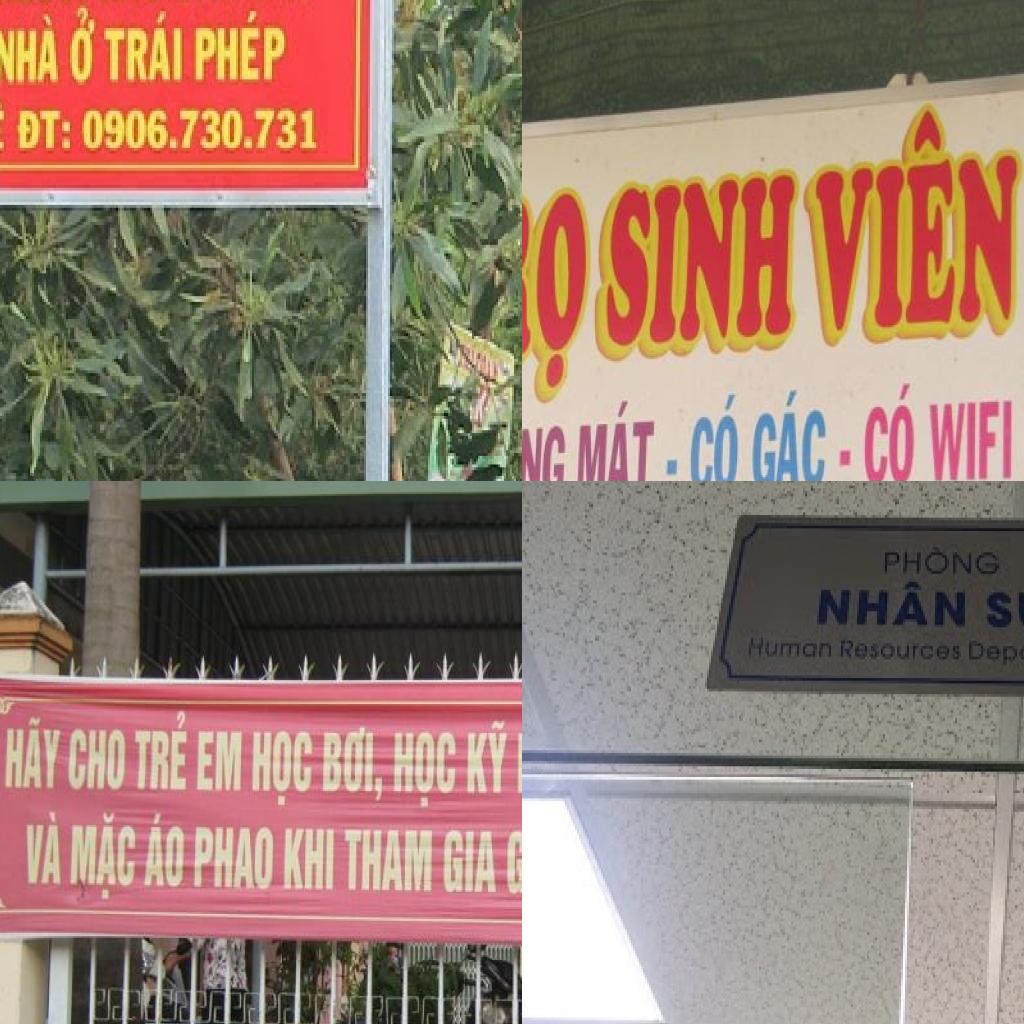 NHÀ Ở TRÁI PHÉP
ĐT: 0906.730.731
SINH VIÊN
MÁT - CÓ GÁC - CÓ WIFI
HÃY CHO TRẺ EM HỌC BƠI, HỌC KỸ
VÀ MẶC ÁO PHAO KHI THAM GIA
PHÒNG
NHÂN
Human Resources